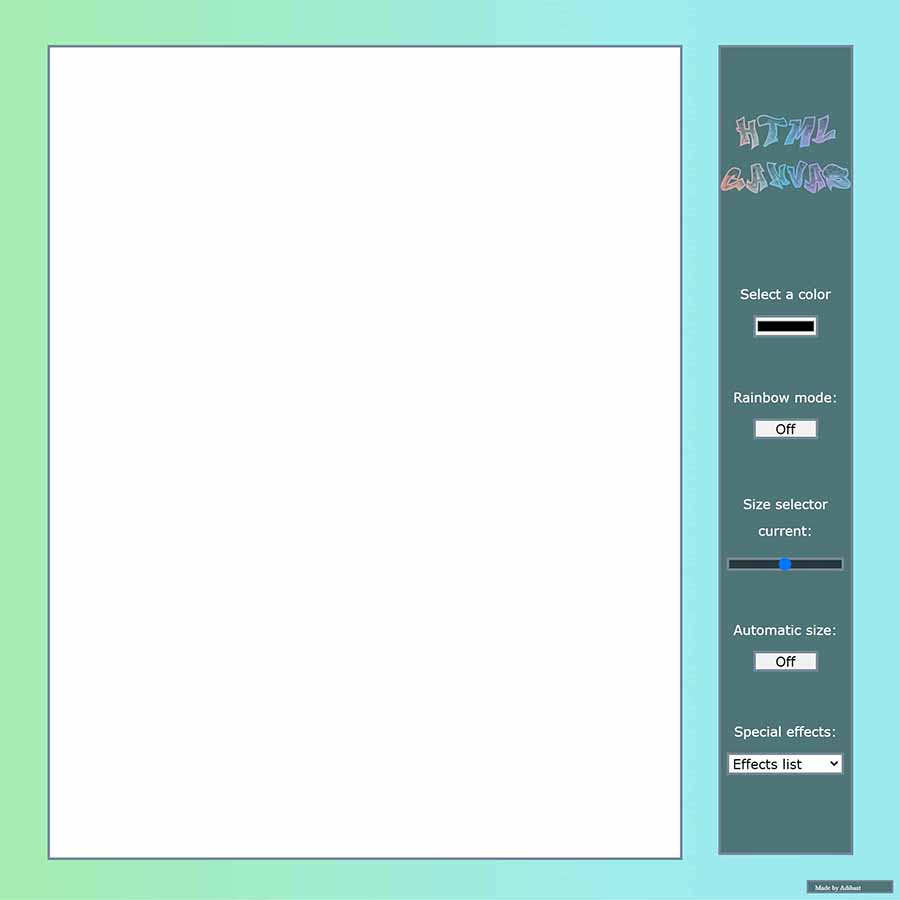 HTML
CANVAS
Select a color
Rainbow mode:
Off
Size selector
current:
Automatic size:
Off
Special effects:
Effects list
Made by Adibast